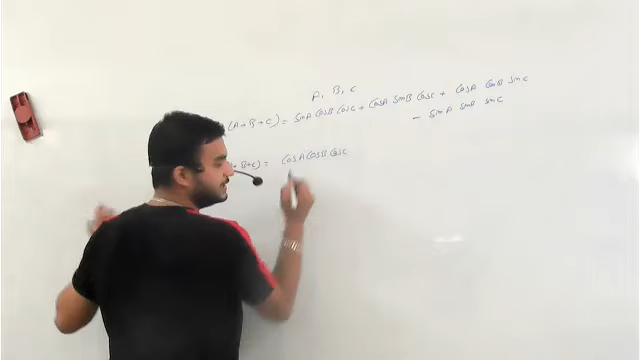 A, B, C
(A+B+C) = sinA cosB cosC + cosA sinB cosC + cosA cosB sinC
- sinA sinB sinC
+ B+C) = cosA cosB cosC